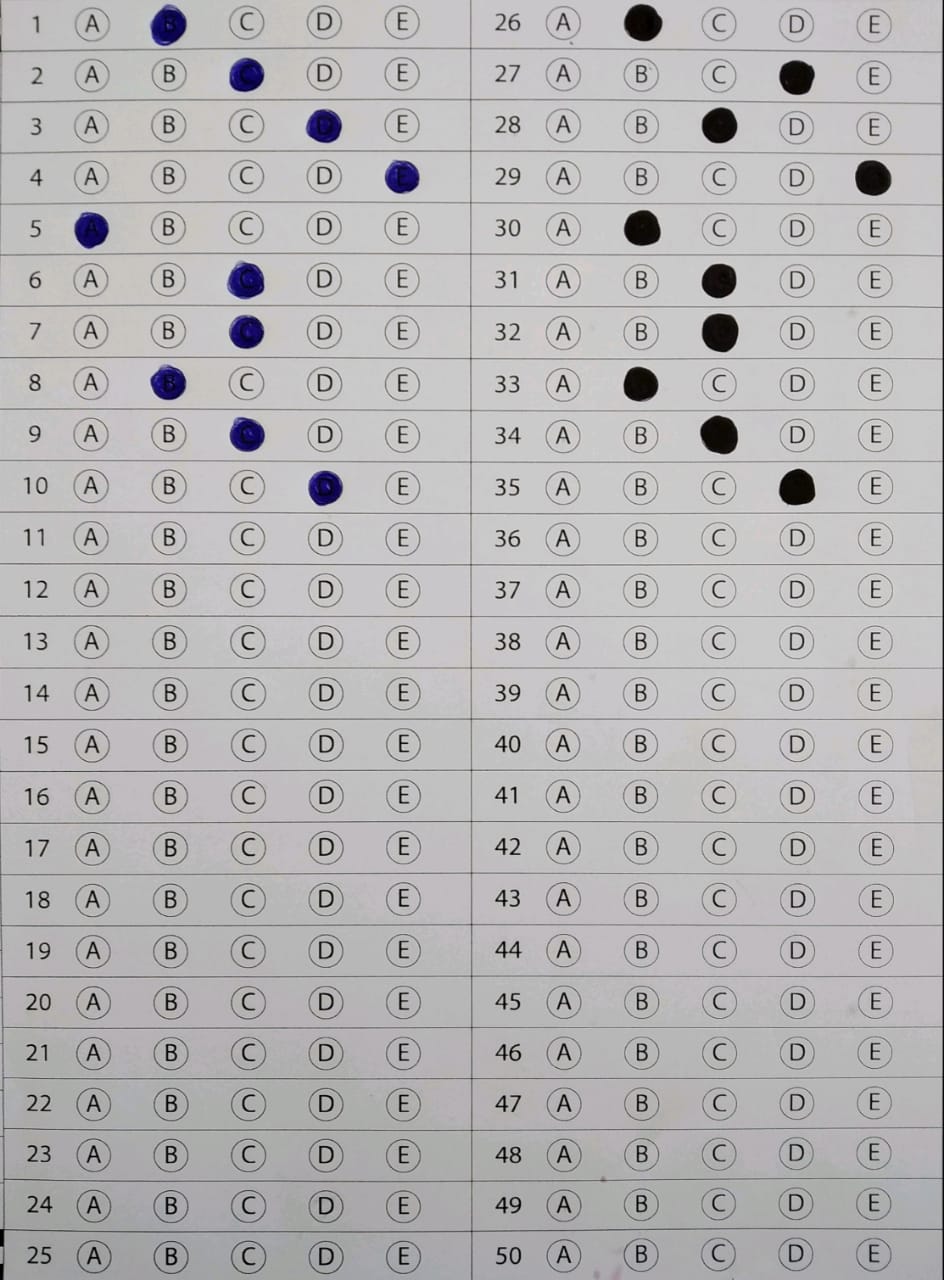 1 A B C D E
2 A B C D E
3 A B C D E
4 A B C D E
5 A B C D E
6 A B C D E
7 A B C D E
8 A B C D E
9 A B C D E
10 A B C D E
11 A B C D E
12 A B C D E
13 A B C D E
14 A B C D E
15 A B C D E
16 A B C D E
17 A B C D E
18 A B C D E
19 A B C D E
20 A B C D E
21 A B C D E
22 A B C D E
23 A B C D E
24 A B C D E
25 A B C D E
26 A C D E
27 A B C E
28 A B D E
29 A B C D
30 A C D E
31 A B D E
32 A B D E
33 A C D E
34 A B D E
35 A B C E
36 A B C D E
37 A B C D E
38 A B C D E
39 A B C D E
40 A B C D E
41 A B C D E
42 A B C D E
43 A B C D E
44 A B C D E
45 A B C D E
46 A B C D E
47 A B C D E
48 A B C D E
49 A B C D E
50 A B C D E